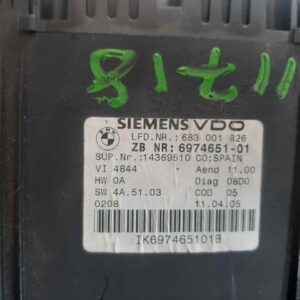 SIEMENS VDO
LFD.NR.: 683 001 826
ZB NR: 6974651-01
SUP.Nr.:14369510 CO:SPAIN
VI 4844 Aend 11.00
HW 0A Diag 08D0
SW 4A.51.03 COD 05
0208 11.04.05
IK697465101B